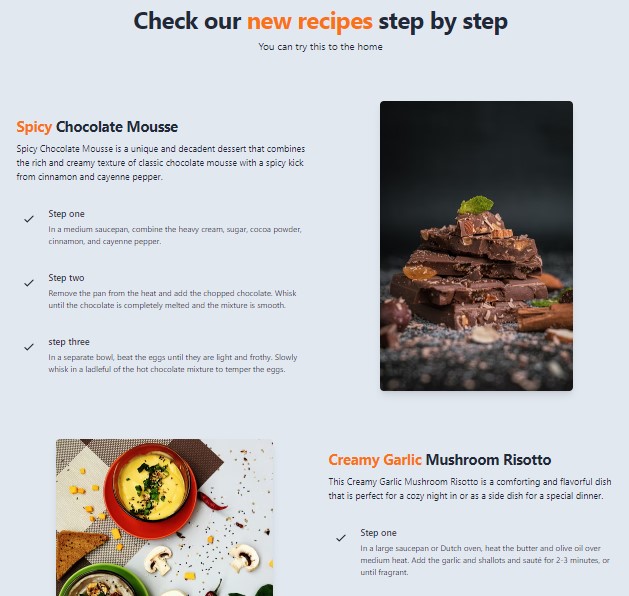 Check our new recipes step by step
You can try this to the home
Spicy Chocolate Mousse
Spicy Chocolate Mousse is a unique and decadent dessert that combines
the rich and creamy texture of classic chocolate mousse with a spicy kick
from cinnamon and cayenne pepper.
Step one
In a medium saucepan, combine the heavy cream, sugar, cocoa powder,
cinnamon, and cayenne pepper.
Step two
Remove the pan from the heat and add the chopped chocolate. Whisk
until the chocolate is completely melted and the mixture is smooth.
step three
In a separate bowl, beat the eggs until they are light and frothy. Slowly
whisk in a ladleful of the hot chocolate mixture to temper the eggs.
Creamy Garlic Mushroom Risotto
This Creamy Garlic Mushroom Risotto is a comforting and flavorful dish
that is perfect for a cozy night in or as a side dish for a special dinner.
Step one
In a large saucepan or Dutch oven, heat the butter and olive oil over
medium heat. Add the garlic and shallots and sauté for 2-3 minutes, or
until fragrant.